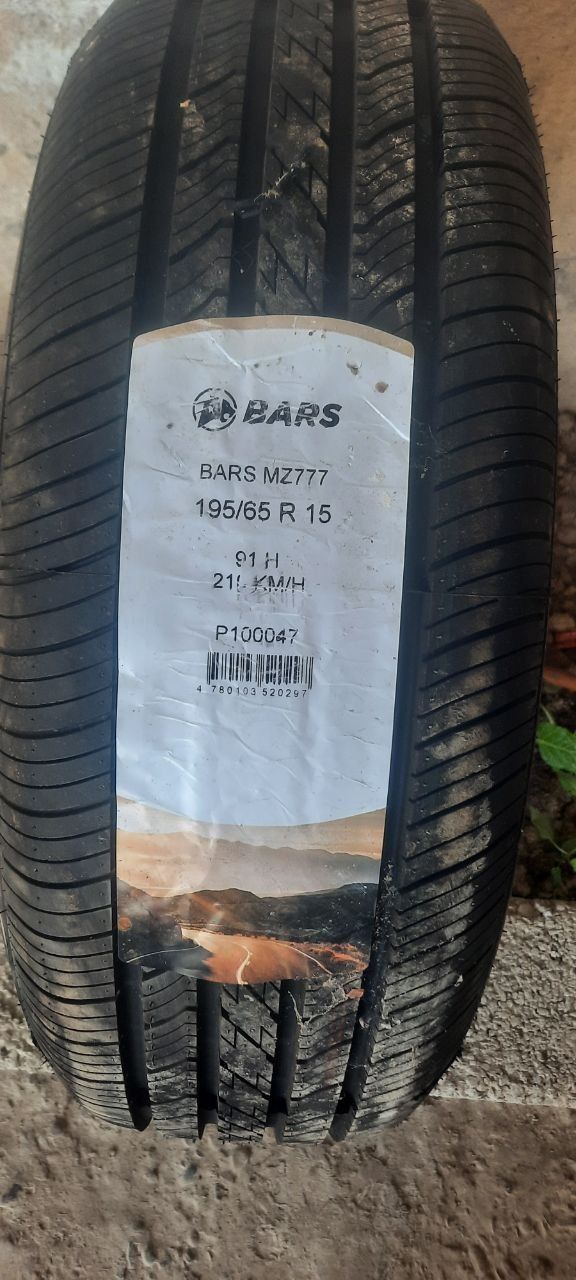 BARS
BARS MZ777
195/65 R 15
91 H
KM/H
P100047
4 780103 520297